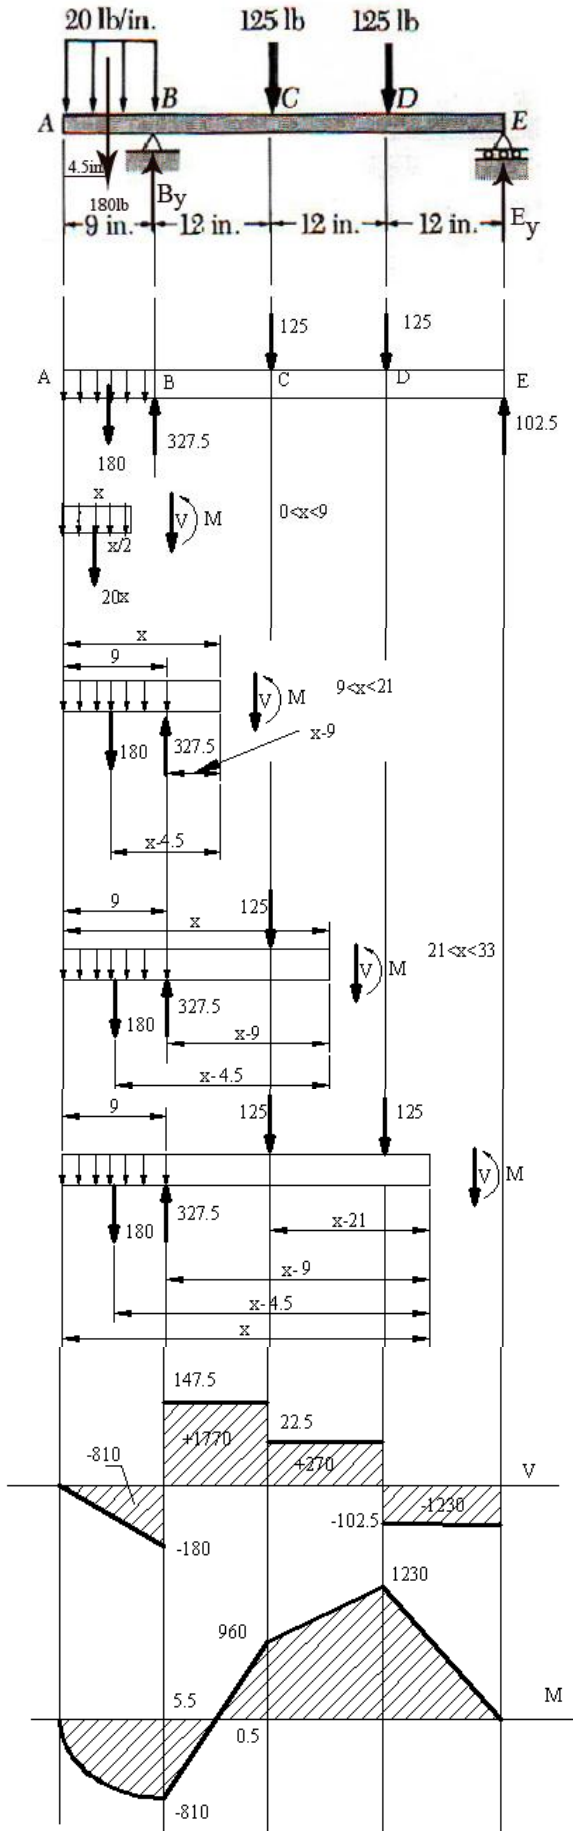 20 lb/in. 125 lb 125 lb
B C D
A E
4.5in
By
180lb Ey
9 in. 12 in. 12 in. 12 in.
125 125
A B C D E
327.5 102.5
180
x
V M 0<x<9
x/2
20x
x
9
V M 9<x<21
180 327.5 x-9
x-4.5
9 125
x
V M 21<x<33
180 327.5
x-9
x-4.5
9 125 125
V M
180 327.5 x-21
x-9
x-4.5
x
147.5
22.5
-810 +1770 +270 V
-102.5 -1230
-180
1230
960
5.5 M
0.5
-810